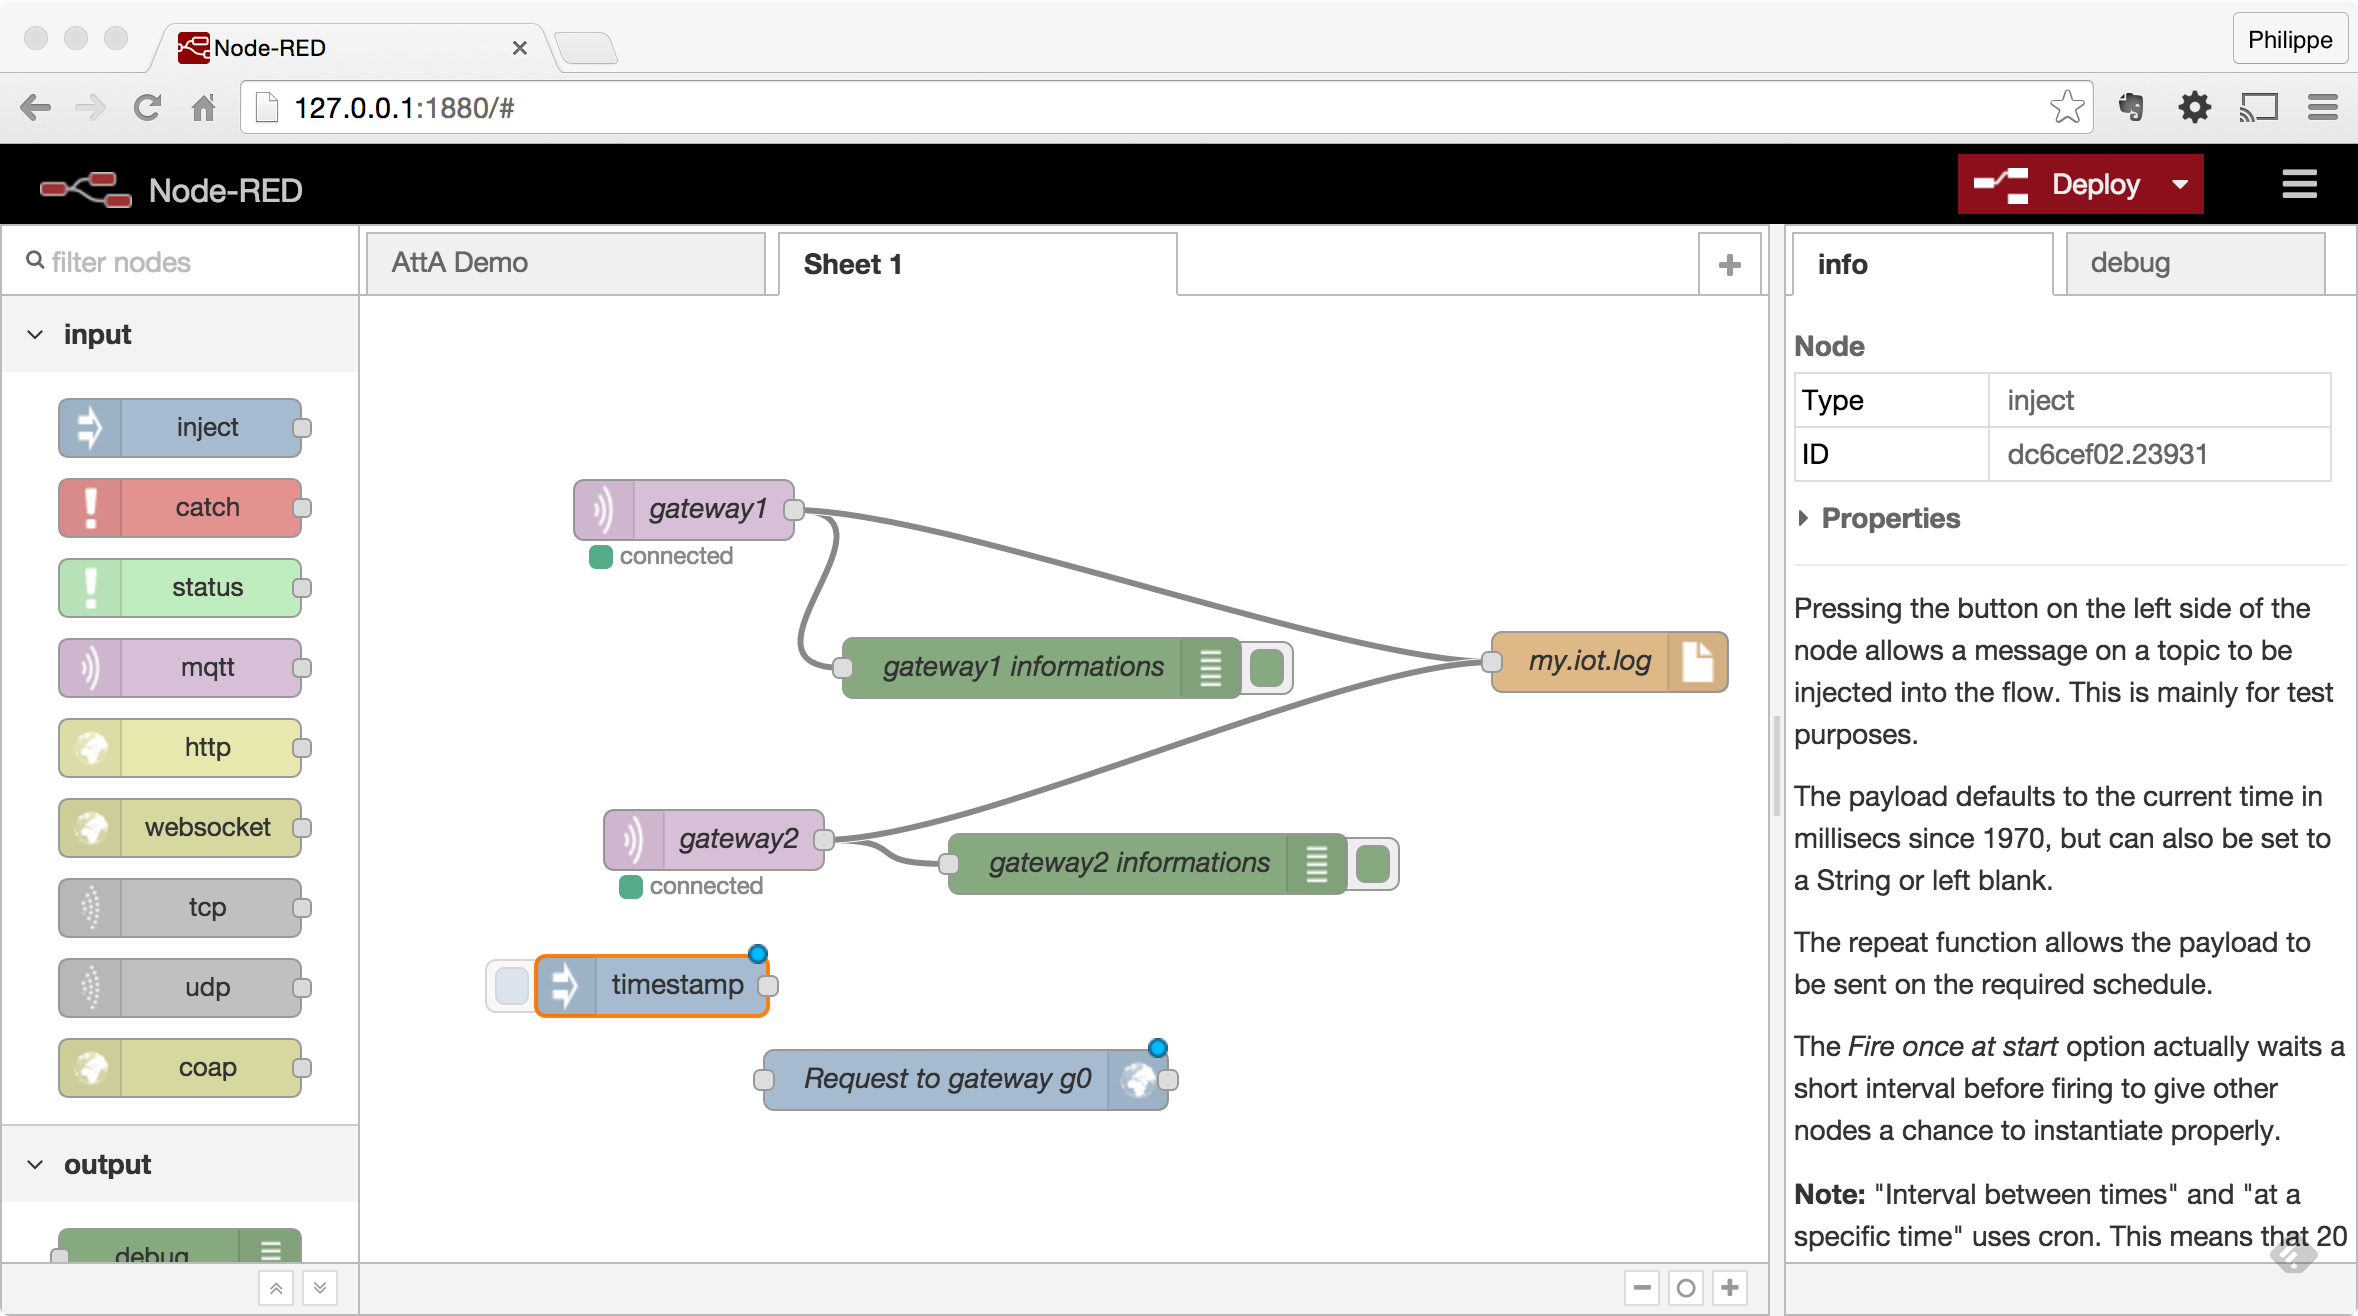 Node-RED
Philippe
127.0.0.1:1880/#
Node-RED
Deploy
filter nodes
AttA Demo
Sheet 1
info
debug
input
inject
catch
status
mqtt
http
websocket
tcp
udp
coap
output
debug
gateway1
connected
gateway1 informations
my.iot.log
gateway2
connected
gateway2 informations
timestamp
Request to gateway g0
Node
Type inject
ID dc6cef02.23931
Properties
Pressing the button on the left side of the
node allows a message on a topic to be
injected into the flow. This is mainly for test
purposes.
The payload defaults to the current time in
millisecs since 1970, but can also be set to
a String or left blank.
The repeat function allows the payload to
be sent on the required schedule.
The Fire once at start option actually waits a
short interval before firing to give other
nodes a chance to instantiate properly.
Note: "Interval between times" and "at a
specific time" uses cron. This means that 20